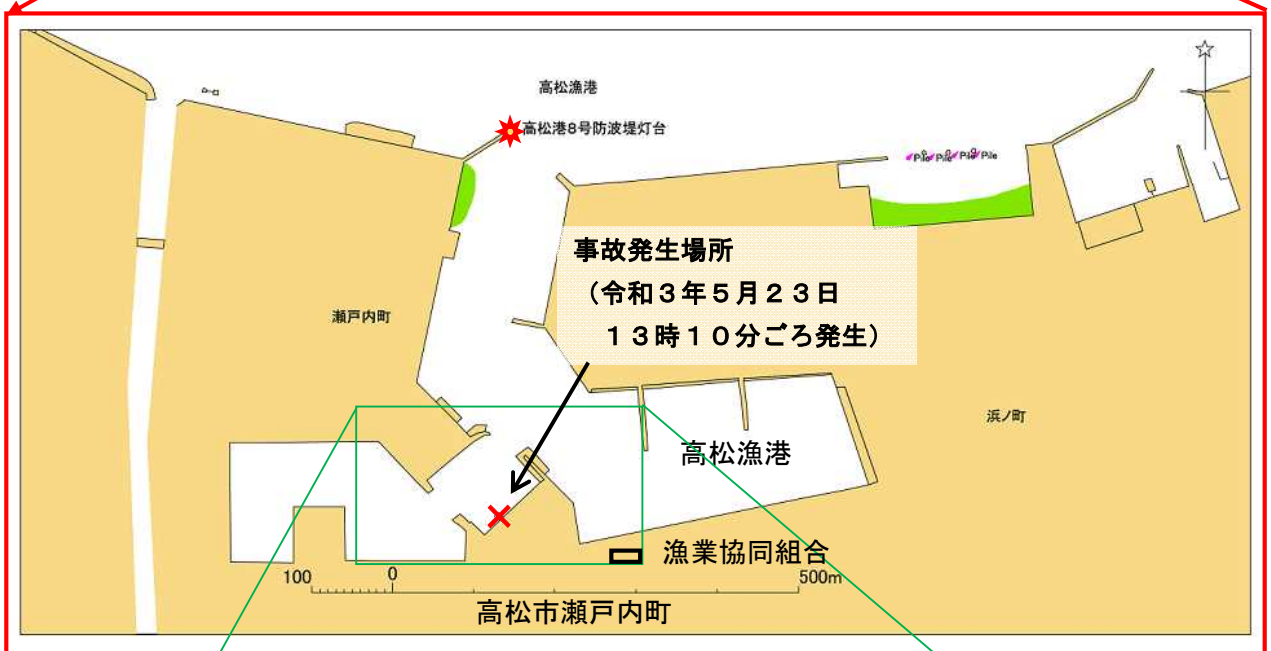 高松漁港
高松港8号防波堤灯台
Pile Pile Pile Pile
事故発生場所
（令和３年５月２３日
１３時１０分ごろ発生）
瀬戸内町
浜ノ町
高松漁港
漁業協同組合
100 0 500m
高松市瀬戸内町